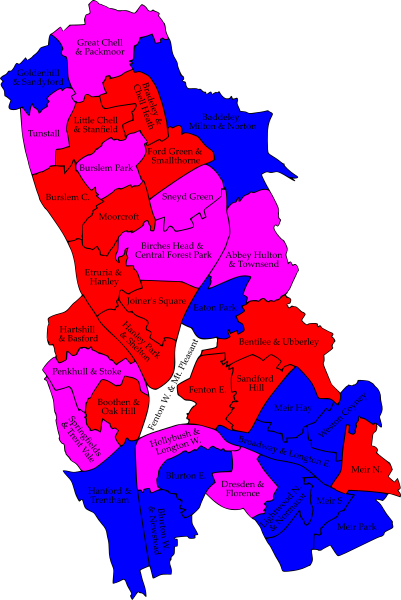 Great Chell
& Packmoor
Goldenhill
& Sandyford
Bradeley &
Chell Heath
Baddeley,
Milton & Norton
Little Chell
& Stanfield
Tunstall
Ford Green &
Smallthorne
Burslem Park
Burslem C.
Sneyd Green
Moorcroft
Birches Head &
Central Forest Park
Abbey Hulton
& Townsend
Etruria &
Hanley
Joiner's Square
Eaton Park
Hartshill
& Basford
Hanley Park
& Shelton
Bentilee & Ubberley
Fenton W. & Mt. Pleasant
Penkhull & Stoke
Sandford
Hill
Fenton E.
Boothen &
Oak Hill
Springfields
& Trent Vale
Meir Hay
Weston Coyney
Hollybush &
Longton W.
Broadway & Longton E.
Meir N.
Blurton E.
Dresden &
Florence
Hanford &
Trentham
Lightwood N.
& Normacot
Meir S.
Meir Park
Blurton W.
& Newstead